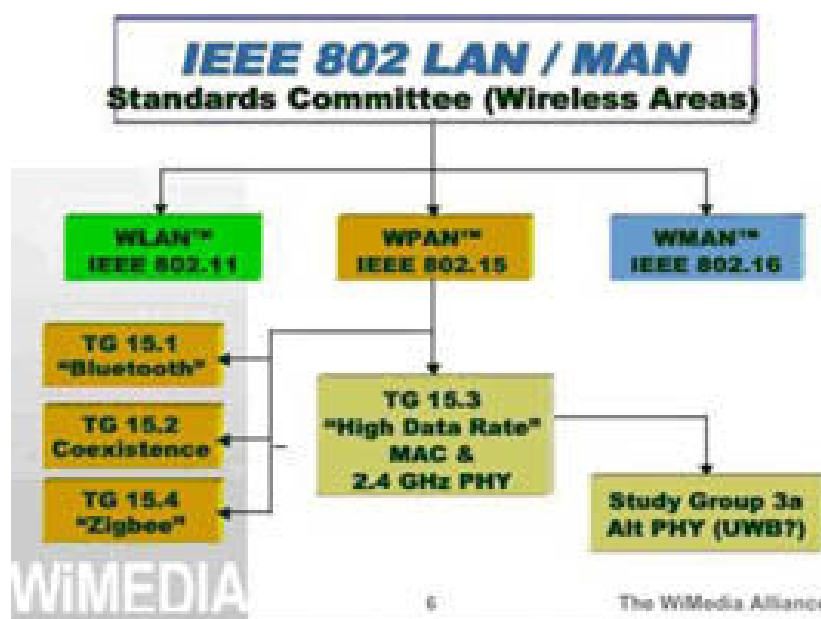 IEEE 802 LAN / MAN
Standards Committee (Wireless Areas)
WLAN™
IEEE 802.11
WPAN™
IEEE 802.15
WMAN™
IEEE 802.16
TG 15.1
"Bluetooth"
TG 15.2
Coexistence
TG 15.4
"Zigbee"
TG 15.3
"High Data Rate"
MAC &
2.4 GHz PHY
Study Group 3a
Alt PHY (UWB?)
WiMEDIA
6
The WiMedia Alliance